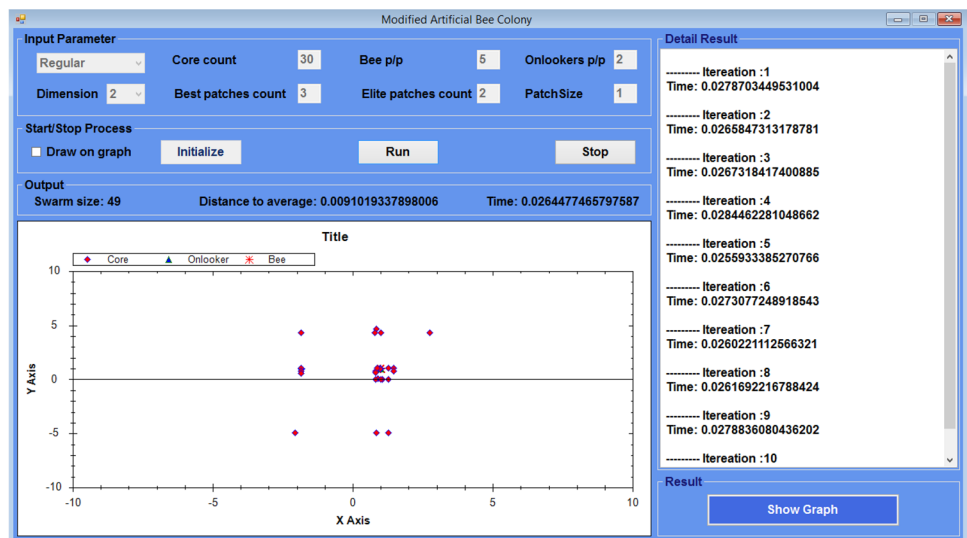 Modified Artificial Bee Colony
Input Parameter
Regular Core count 30 Bee p/p 5 Onlookers p/p 2
Dimension 2 Best patches count 3 Elite patches count 2 PatchSize 1
Start/Stop Process
Draw on graph Initialize Run Stop
Output
Swarm size: 49 Distance to average: 0.0091019337898006 Time: 0.0264477465797587
Title
Core Onlooker Bee
10
5
0
-5
-10
Y Axis
-10 -5 0 5 10
X Axis
Detail Result
--------- Itereation :1
Time: 0.0278703449531004
--------- Itereation :2
Time: 0.0265847313178781
--------- Itereation :3
Time: 0.0267318417400885
--------- Itereation :4
Time: 0.0284462281048662
--------- Itereation :5
Time: 0.0255933385270766
--------- Itereation :6
Time: 0.0273077248918543
--------- Itereation :7
Time: 0.0260221112566321
--------- Itereation :8
Time: 0.0261692216788424
--------- Itereation :9
Time: 0.0278836080436202
--------- Itereation :10
Result
Show Graph